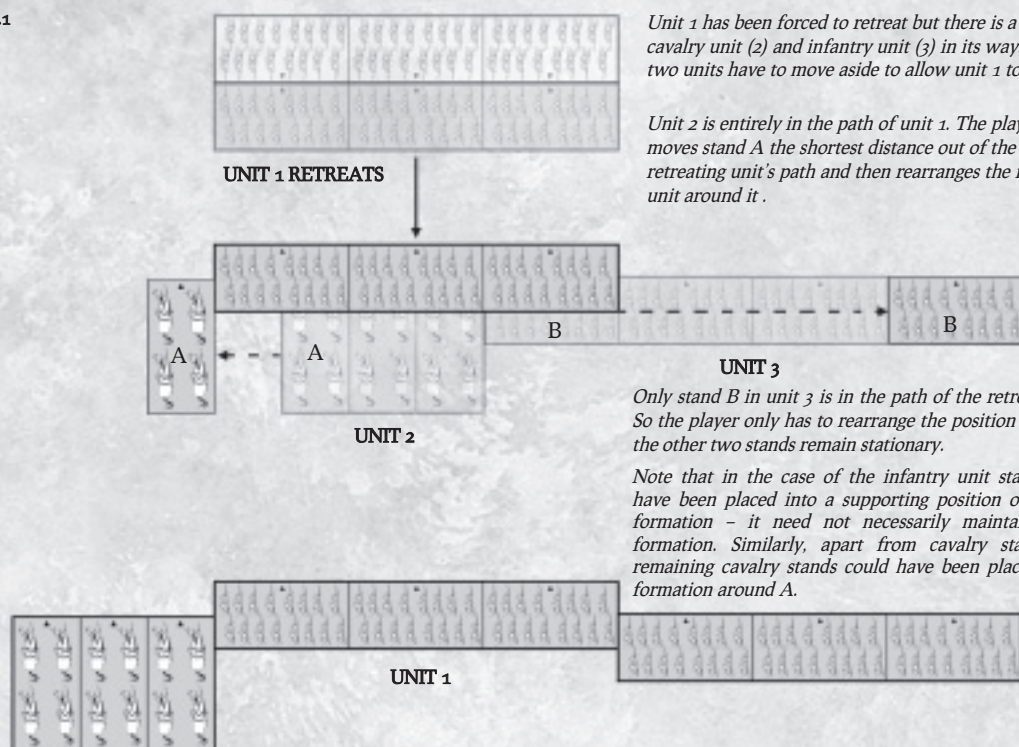 .1
Unit 1 has been forced to retreat but there is a
cavalry unit (2) and infantry unit (3) in its way
two units have to move aside to allow unit 1 to
Unit 2 is entirely in the path of unit 1. The
moves stand A the shortest distance out of the
retreating unit's path and then rearranges the
unit around it .
UNIT 1 RETREATS
A
A
B
B
UNIT 2
UNIT 3
Only stand B in unit 3 is in the path of the
So the player only has to rearrange the position
the other two stands remain stationary.
Note that in the case of the infantry unit
have been placed into a supporting position
formation – it need not necessarily
formation. Similarly, apart from cavalry
remaining cavalry stands could have been
formation around A.
UNIT 1